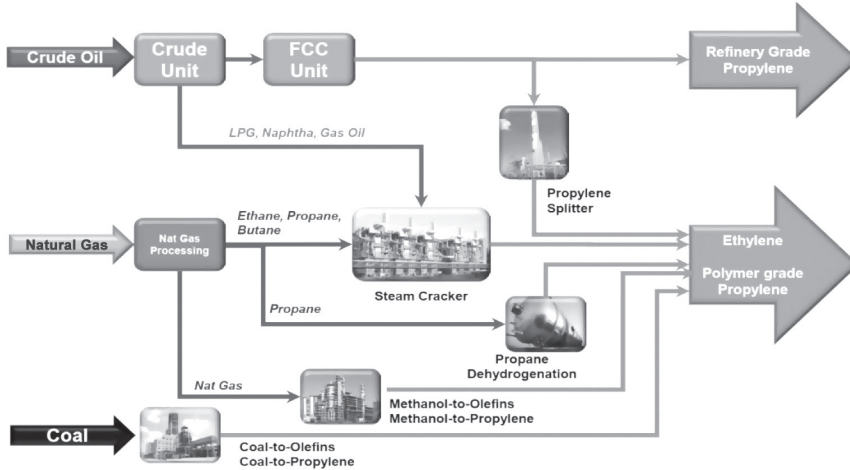 Crude Oil
Crude
Unit
FCC
Unit
Refinery Grade
Propylene
LPG, Naphtha, Gas Oil
Propylene
Splitter
Natural Gas
Nat Gas
Processing
Ethane, Propane,
Butane
Steam Cracker
Ethylene
Polymer grade
Propylene
Propane
Propane
Dehydrogenation
Nat Gas
Methanol-to-Olefins
Methanol-to-Propylene
Coal
Coal-to-Olefins
Coal-to-Propylene